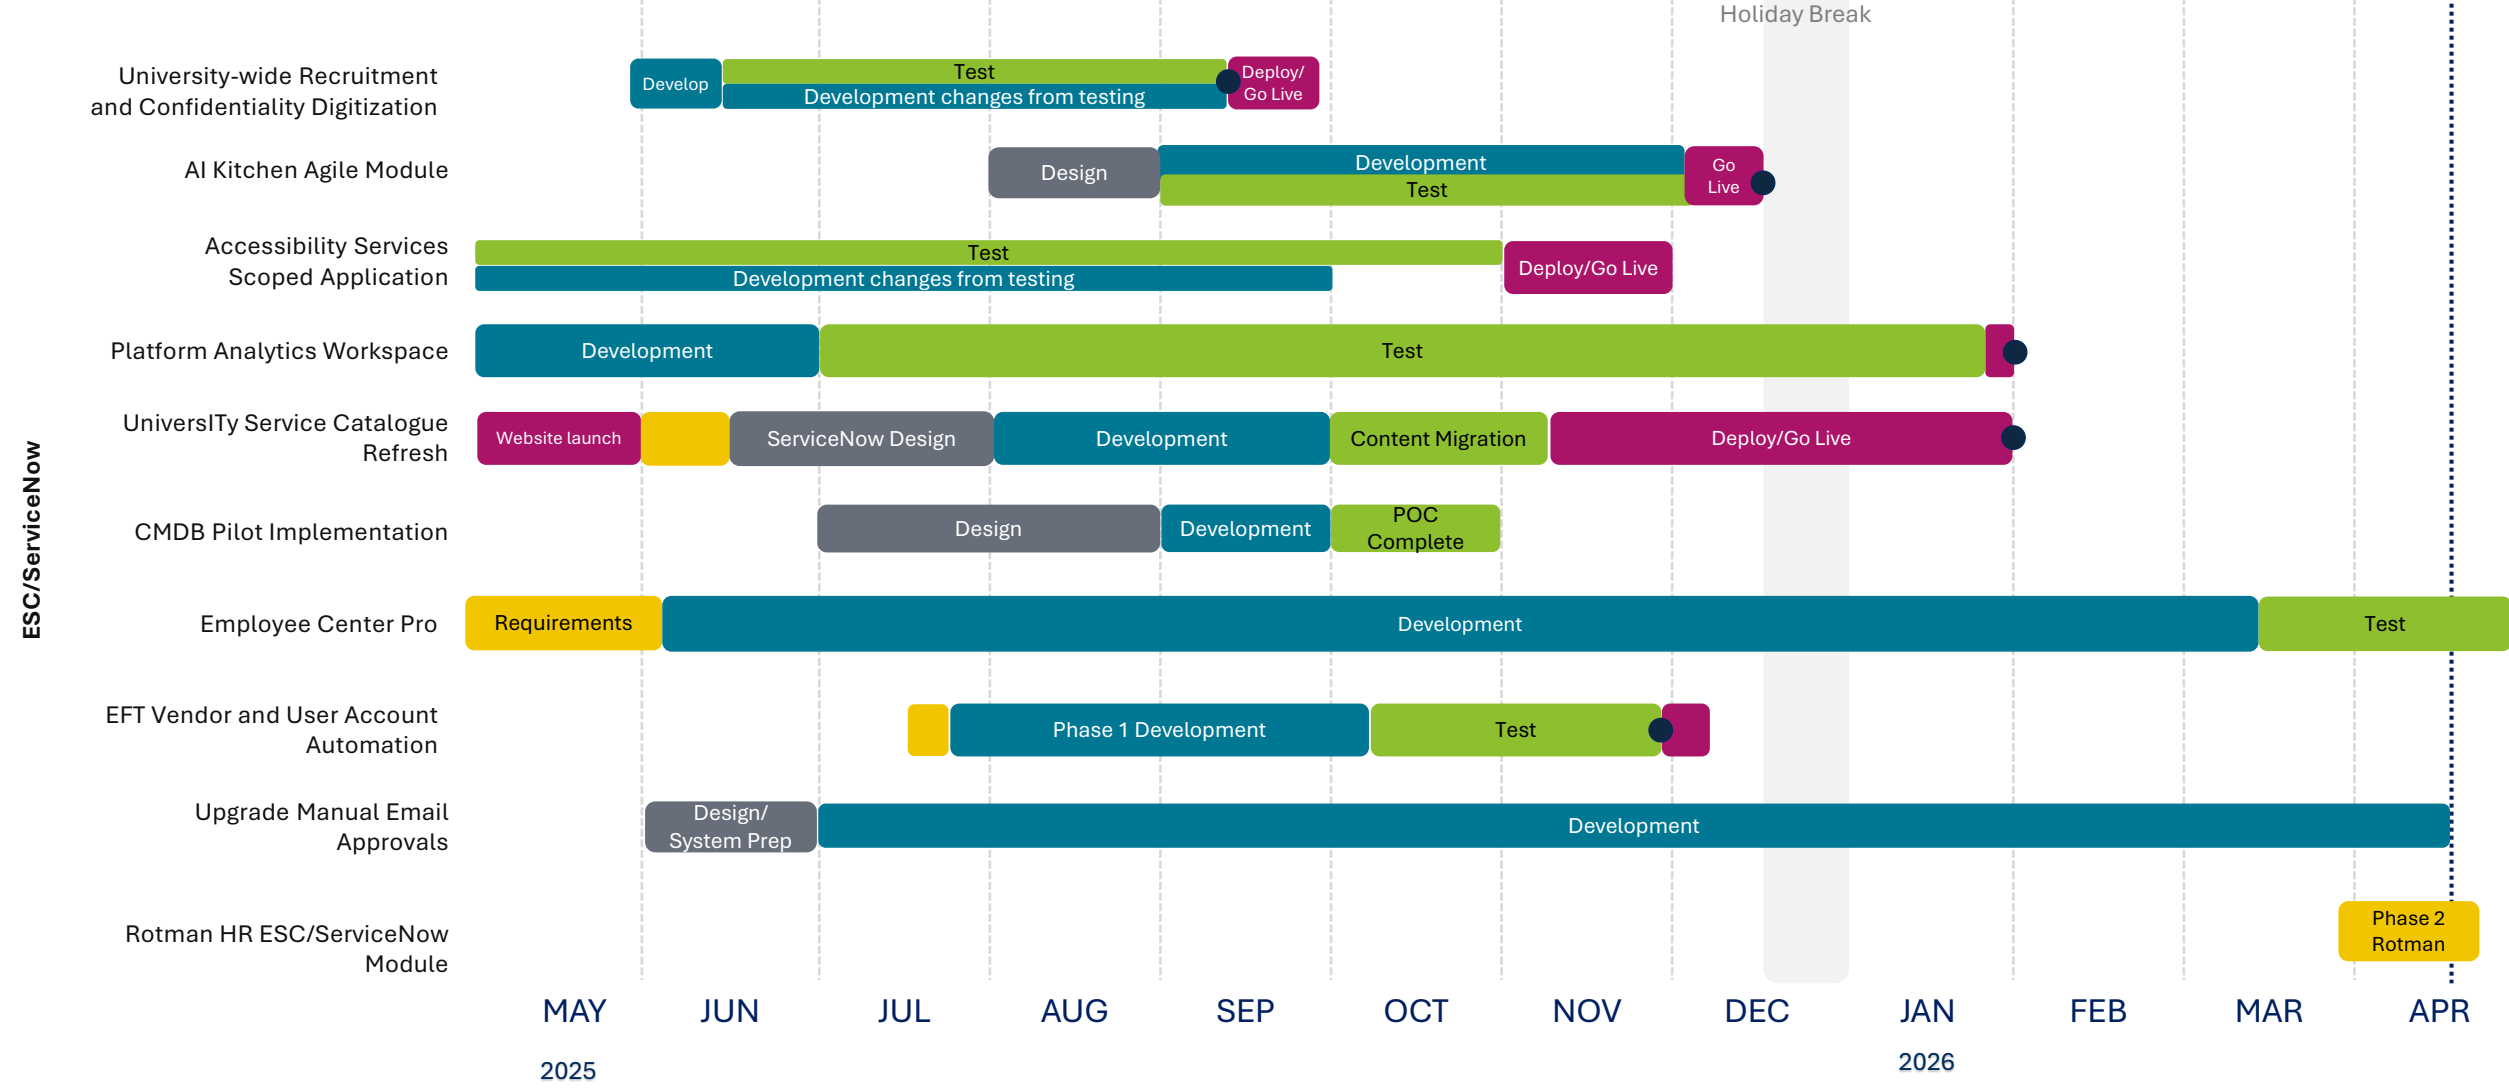 Holiday Break
University-wide Recruitment
and Confidentiality Digitization
Develop
Test
Development changes from testing
Deploy/
Go Live
AI Kitchen Agile Module
Design
Development
Test
Go
Live
Accessibility Services
Scoped Application
Test
Development changes from testing
Deploy/Go Live
Platform Analytics Workspace
Development
Test
UniversITy Service Catalogue
Refresh
Website launch
ServiceNow Design
Development
Content Migration
Deploy/Go Live
ESC/ServiceNow
CMDB Pilot Implementation
Design
Development
POC
Complete
Employee Center Pro
Requirements
Development
Test
EFT Vendor and User Account
Automation
Phase 1 Development
Test
Upgrade Manual Email
Approvals
Design/
System Prep
Development
Rotman HR ESC/ServiceNow
Module
Phase 2
Rotman
MAY JUN JUL AUG SEP OCT NOV DEC JAN FEB MAR APR
2025 2026